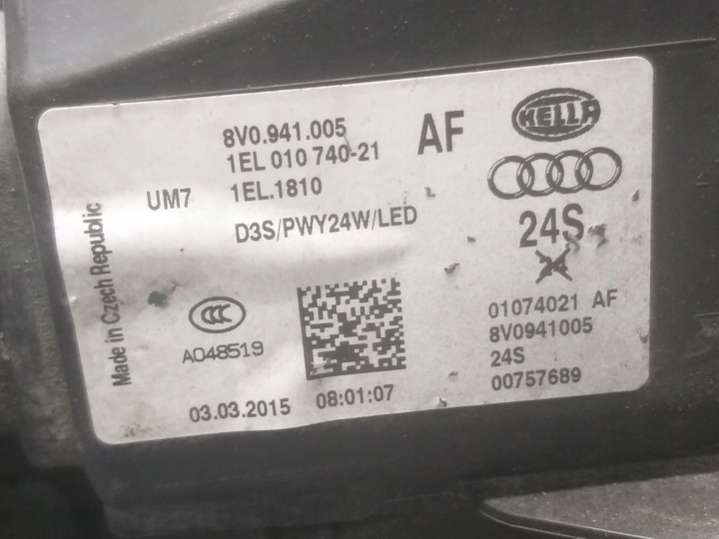 8V0.941.005
AF
HELLA
1EL 010 740-21
UM7
1EL.1810
D3S/PWY24W/LED
24S
Made in Czech Republic
CCC
A048519
01074021 AF
8V0941005
24S
00757689
03.03.2015
08:01:07